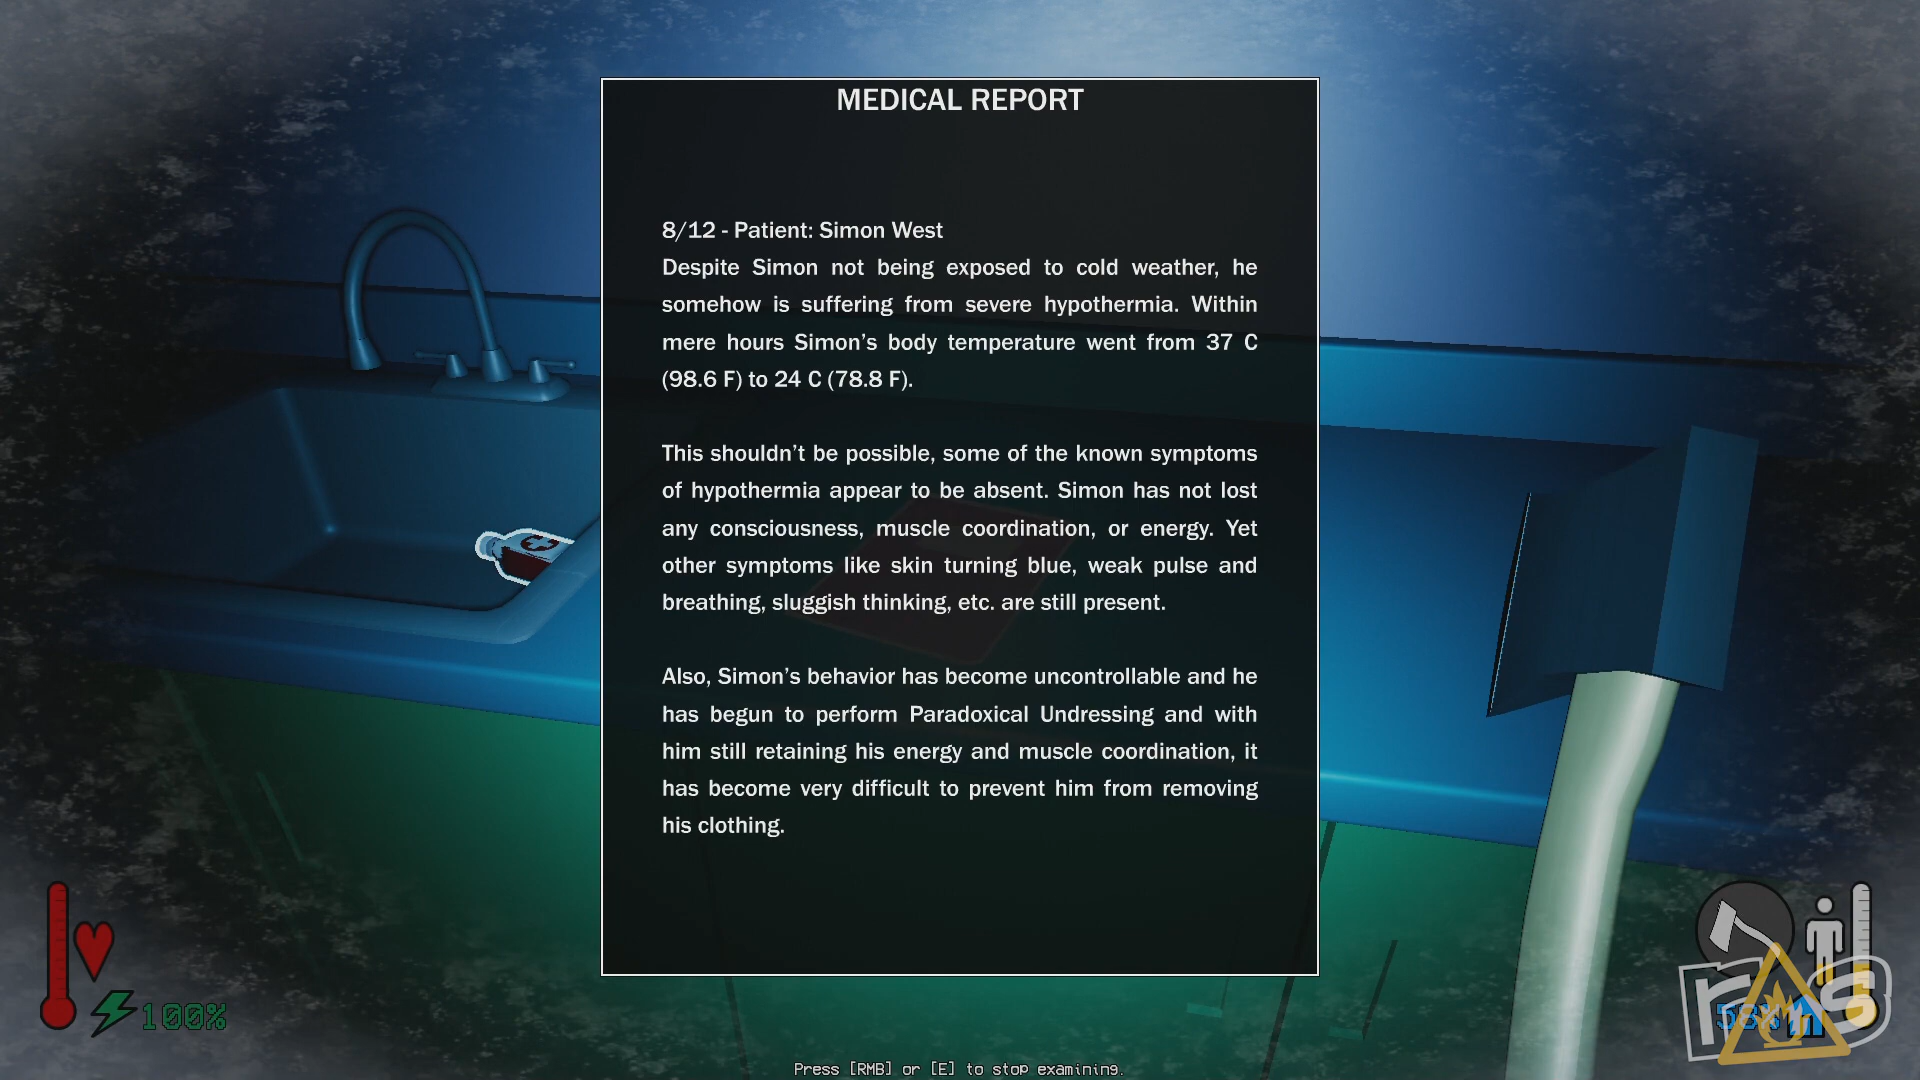 MEDICAL REPORT
8/12 - Patient: Simon West
Despite Simon not being exposed to cold weather, he
somehow is suffering from severe hypothermia. Within
mere hours Simon's body temperature went from 37 C
(98.6 F) to 24 C (78.8 F).
This shouldn't be possible, some of the known symptoms
of hypothermia appear to be absent. Simon has not lost
any consciousness, muscle coordination, or energy. Yet
other symptoms like skin turning blue, weak pulse and
breathing, sluggish thinking, etc. are still present.
Also, Simon's behavior has become uncontrollable and he
has begun to perform Paradoxical Undressing and with
him still retaining his energy and muscle coordination, it
has become very difficult to prevent him from removing
his clothing.
100%
Press [RMB] or [E] to stop examining.